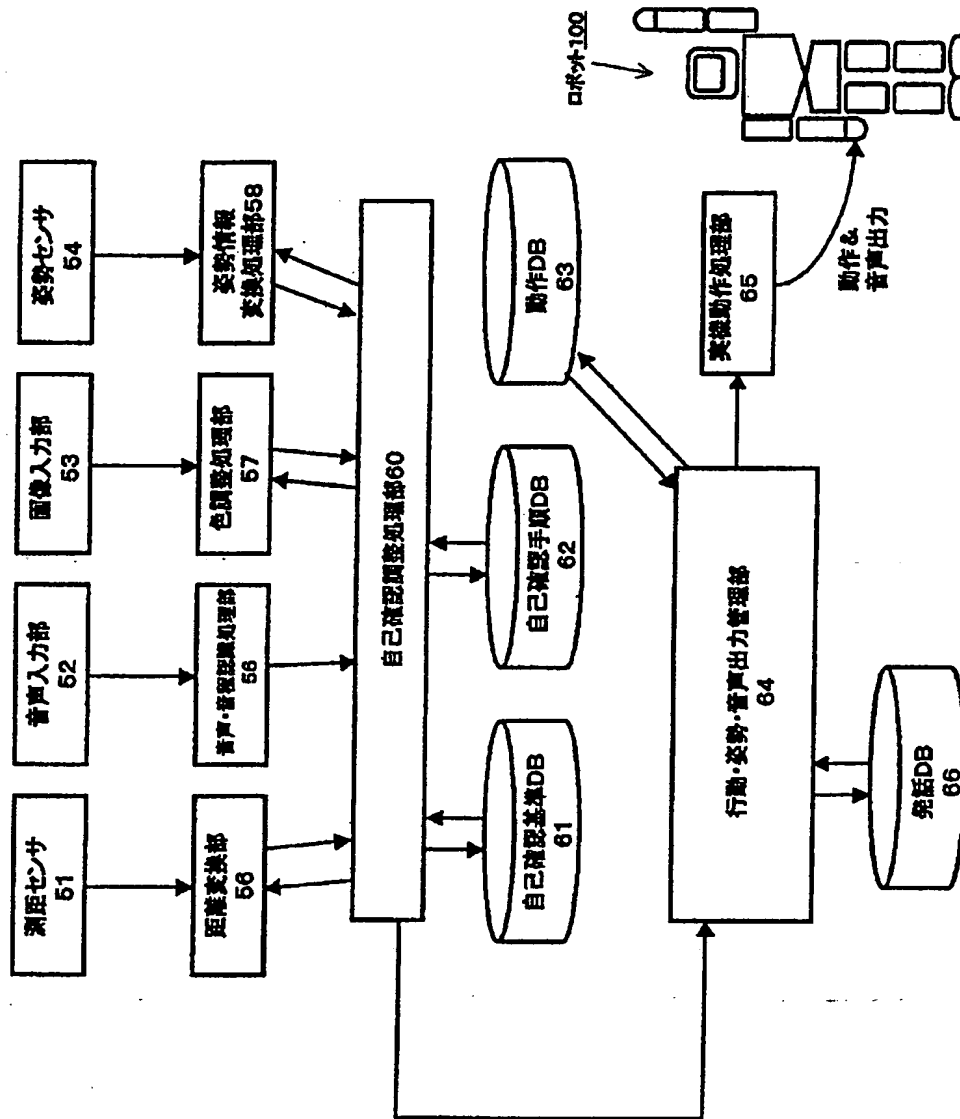 測距センサ
51
音声入力部
52
画像入力部
53
姿勢センサ
54
距離変換部
56
音声・音程認識処理部
56
色調整処理部
57
姿勢情報
変換処理部58
自己確認調整処理部60
自己確認基準DB
61
自己確認手順DB
62
動作DB
63
行動・姿勢・音声出力管理部
64
実機動作処理部
65
動作&
音声出力
発話DB
66
ロボット100